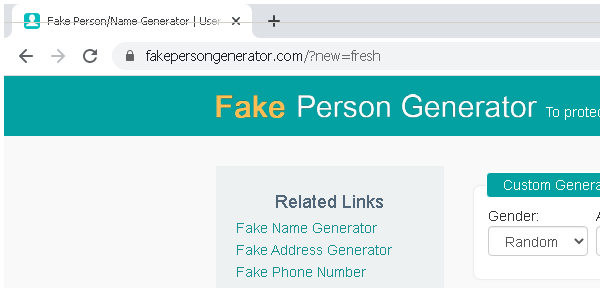 Fake Person/Name Generator | User
fakepersongenerator.com/?new=fresh
Fake Person Generator To protec
Related Links
Fake Name Generator
Fake Address Generator
Fake Phone Number
Custom Genera
Gender:
Random